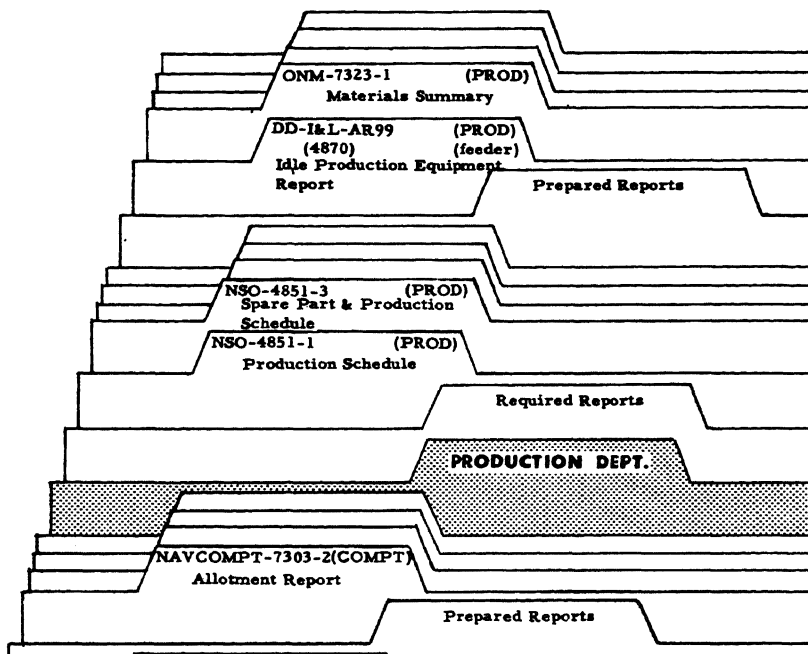 ONM-7323-1 (PROD)
Materials Summary
DD-I&L-AR99 (PROD)
(4870) (feeder)
Idle Production Equipment
Report
Prepared Reports
NSO-4851-3 (PROD)
Spare Part & Production
Schedule
NSO-4851-1 (PROD)
Production Schedule
Required Reports
PRODUCTION DEPT.
NAVCOMPT-7303-2(COMPT)
Allotment Report
Prepared Reports